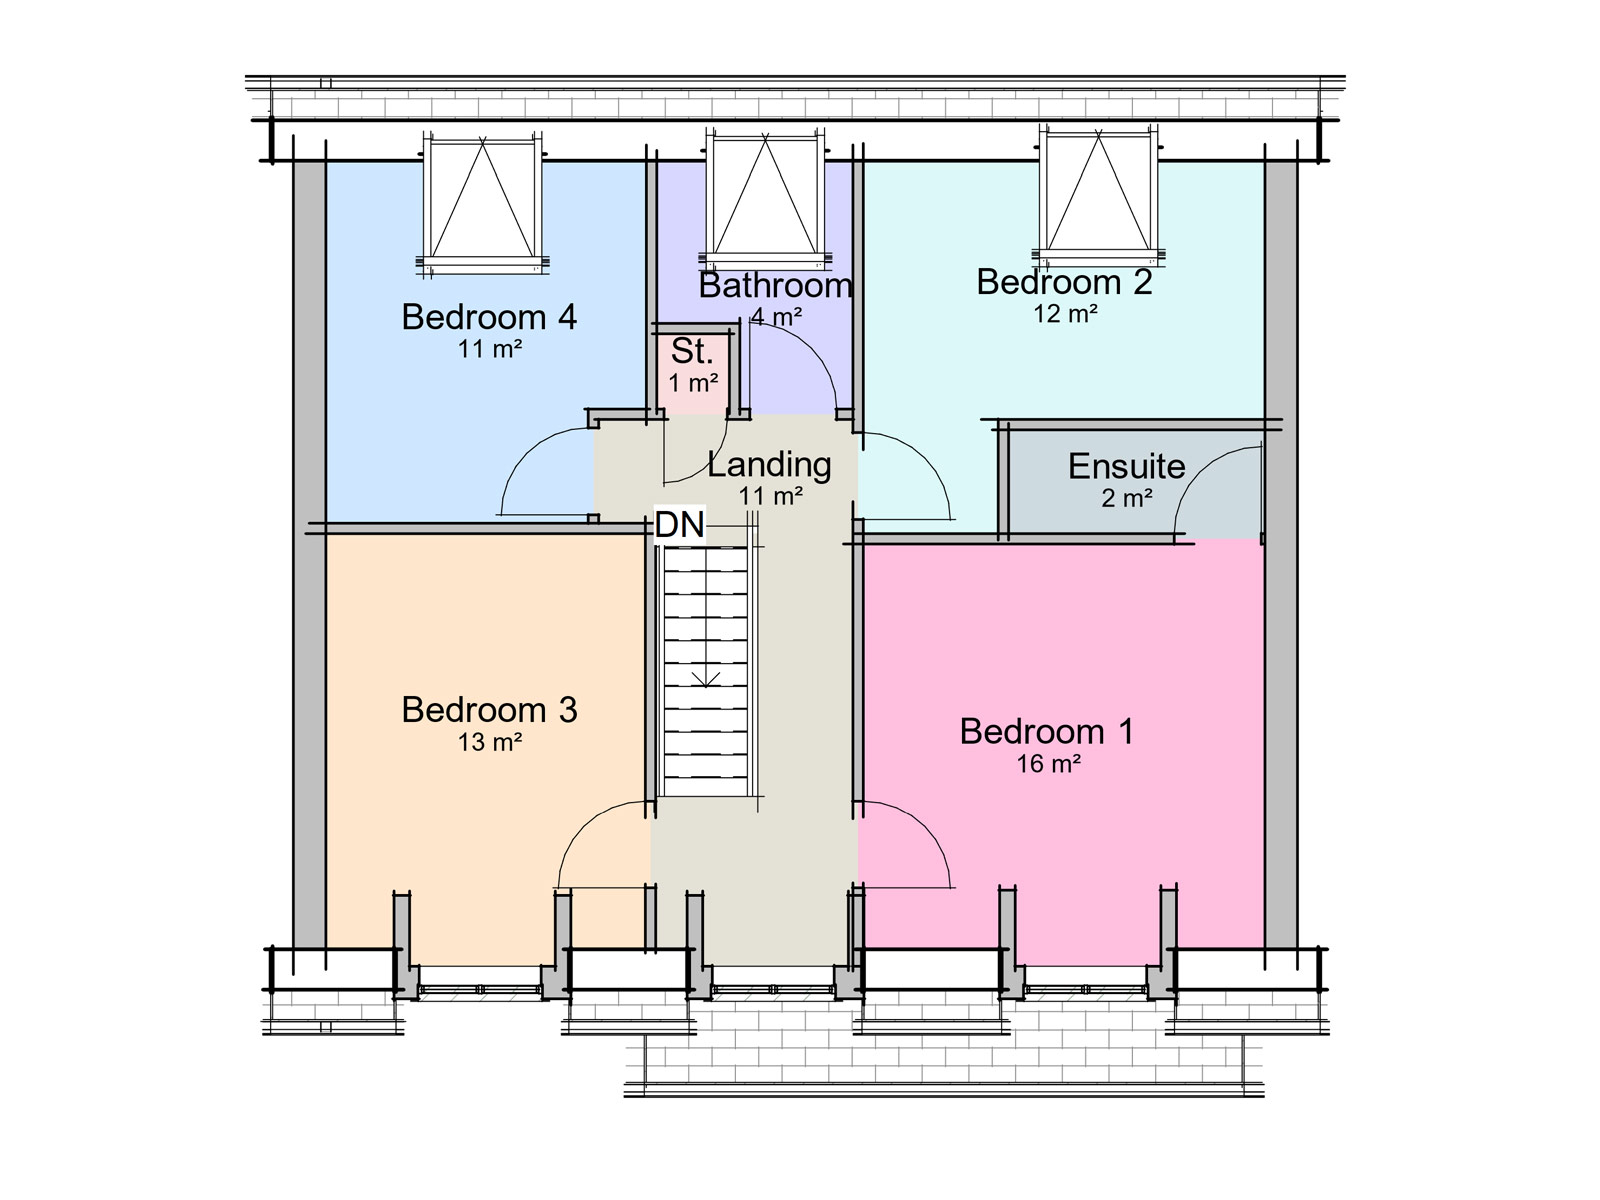 Bedroom 4
11 m²
Bathroom
4 m²
Bedroom 2
12 m²
St.
1 m²
Landing
11 m²
Ensuite
2 m²
DN
Bedroom 3
13 m²
Bedroom 1
16 m²